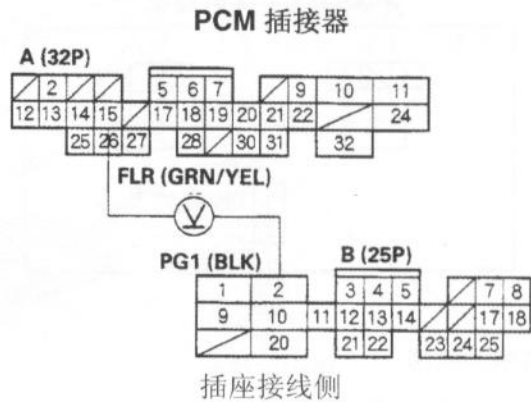 PCM 插接器
A (32P)
2 5 6 7 9 10 11
12 13 14 15 17 18 19 20 21 22 24
25 26 27 28 30 31 32
FLR (GRN/YEL)
V
PG1 (BLK) B (25P)
1 2 3 4 5 7 8
9 10 11 12 13 14 17 18
20 21 22 23 24 25
插座接线侧